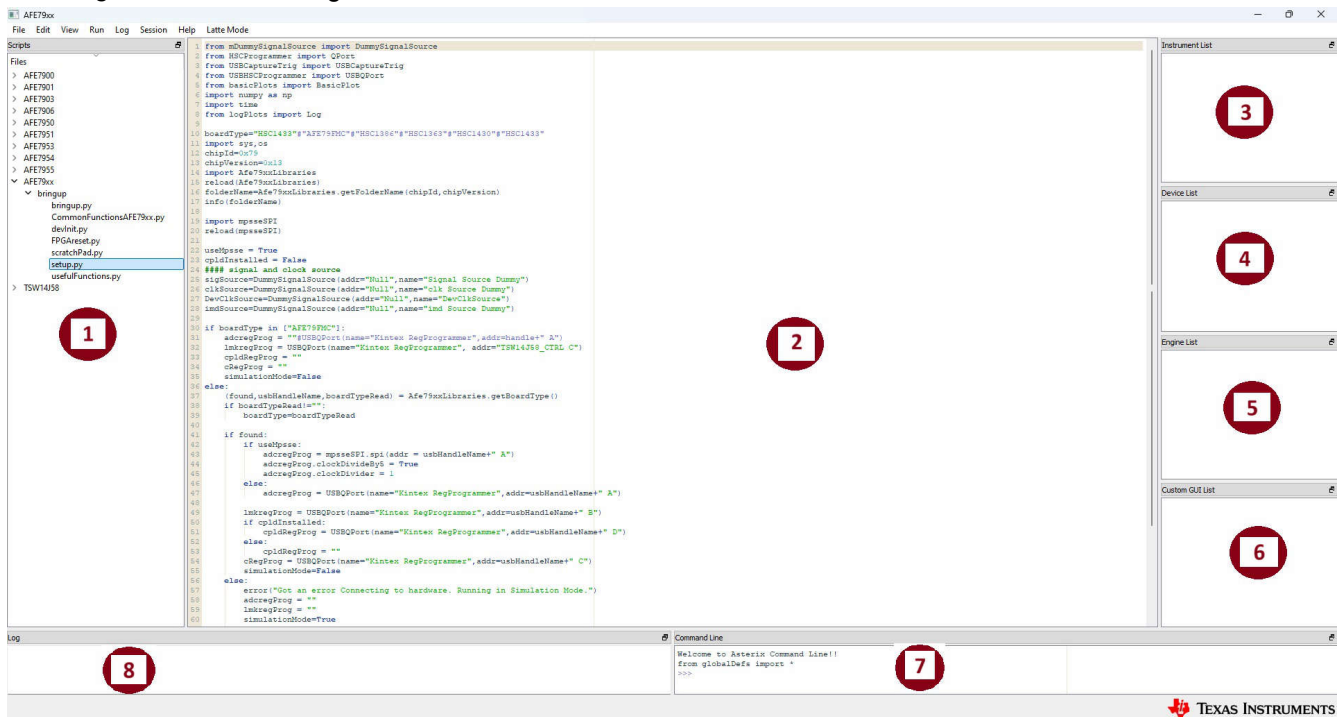 AFE79xx
File Edit View Run Log Session Help Latte Mode
Scripts
Files
AFE7900
AFE7901
AFE7903
AFE7906
AFE7950
AFE7951
AFE7953
AFE7954
AFE7955
AFE79xx
bringup
bringup.py
CommonFunctionsAFE79xx.py
devInit.py
FPGAreset.py
scratchPad.py
setup.py
usefulFunctions.py
TSW14J58
1
1 from mDummySignalSource import DummySignalSource
2 from HSCProgrammer import QPort
3 from USBCaptureTrig import USBCaptureTrig
4 from USBHSCProgrammer import USBQPort
5 from basicPlots import BasicPlot
6 import numpy as np
7 import time
8 from logPlots import Log
9
10 boardType="HSC1433"#"AFE79FMC"#"HSC1386"#"HSC1363"#"HSC1430"#"HSC1433"
11 import sys,os
12 chipId=0x79
13 chipVersion=0x13
14 import Afe79xxLibraries
15 reload(Afe79xxLibraries)
16 folderName=Afe79xxLibraries.getFolderName(chipId,chipVersion)
17 info(folderName)
18
19 import mpsseSPI
20 reload(mpsseSPI)
21
22 useMpsse = True
23 cpldInstalled = False
24 #### signal and clock source
25 sigSource=DummySignalSource(addr="Null",name="Signal Source Dummy")
26 clkSource=DummySignalSource(addr="Null",name="clk Source Dummy")
27 DevClkSource=DummySignalSource(addr="Null",name="DevClkSource")
28 imdSource=DummySignalSource(addr="Null",name="imd Source Dummy")
29
30 if boardType in ["AFE79FMC"]:
31 adcregProg = ""#USBQPort(name="Kintex RegProgrammer",addr=handle+" A")
32 lmkregProg = USBQPort(name="Kintex RegProgrammer", addr="TSW14J58_CTRL C")
33 cpldRegProg = ""
34 cRegProg = ""
35 simulationMode=False
36 else:
37 (found,usbHandleName,boardTypeRead) = Afe79xxLibraries.getBoardType()
38 if boardTypeRead!="":
39 boardType=boardTypeRead
40
41 if found:
42 if useMpsse:
43 adcregProg = mpsseSPI.spi(addr = usbHandleName+" A")
44 adcregProg.clockDivideBy5 = True
45 adcregProg.clockDivider = 1
46 else:
47 adcregProg = USBQPort(name="Kintex RegProgrammer",addr=usbHandleName+" A")
48
49 lmkregProg = USBQPort(name="Kintex RegProgrammer",addr=usbHandleName+" B")
50 if cpldInstalled:
51 cpldRegProg = USBQPort(name="Kintex RegProgrammer",addr=usbHandleName+" D")
52 else:
53 cpldRegProg = ""
54 cRegProg = USBQPort(name="Kintex RegProgrammer",addr=usbHandleName+" C")
55 simulationMode=False
56 else:
57 error("Got an error Connecting to hardware. Running in Simulation Mode.")
58 adcregProg = ""
59 lmkregProg = ""
60 simulationMode=True
2
Instrument List
3
Device List
4
Engine List
5
Custom GUI List
6
Log
8
Command Line
Welcome to Asterix Command Line!!
from globalDefs import *
>>>
7
TEXAS INSTRUMENTS